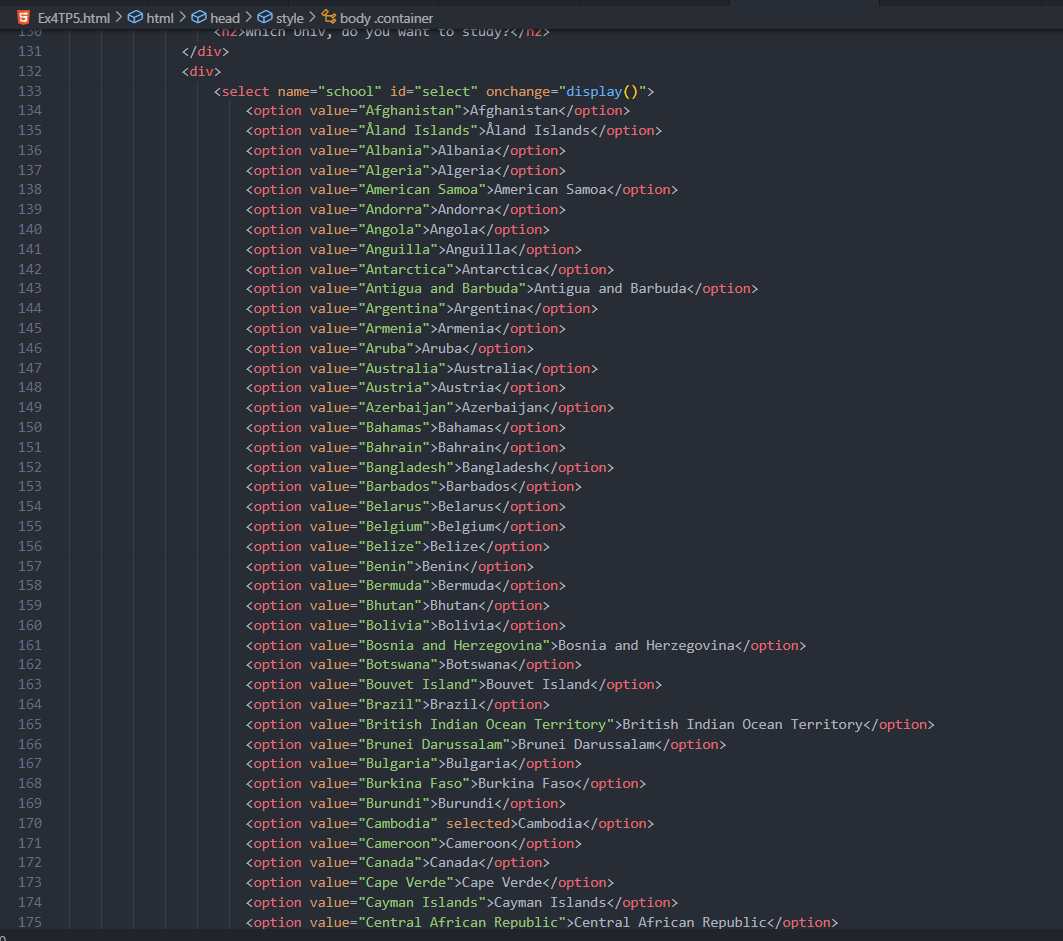 Ex4TP5.html > html > head > style > body .container
130 <h2>Which Univ, do you want to study?</h2>
131 </div>
132 <div>
133 <select name="school" id="select" onchange="display()">
134 <option value="Afghanistan">Afghanistan</option>
135 <option value="Åland Islands">Åland Islands</option>
136 <option value="Albania">Albania</option>
137 <option value="Algeria">Algeria</option>
138 <option value="American Samoa">American Samoa</option>
139 <option value="Andorra">Andorra</option>
140 <option value="Angola">Angola</option>
141 <option value="Anguilla">Anguilla</option>
142 <option value="Antarctica">Antarctica</option>
143 <option value="Antigua and Barbuda">Antigua and Barbuda</option>
144 <option value="Argentina">Argentina</option>
145 <option value="Armenia">Armenia</option>
146 <option value="Aruba">Aruba</option>
147 <option value="Australia">Australia</option>
148 <option value="Austria">Austria</option>
149 <option value="Azerbaijan">Azerbaijan</option>
150 <option value="Bahamas">Bahamas</option>
151 <option value="Bahrain">Bahrain</option>
152 <option value="Bangladesh">Bangladesh</option>
153 <option value="Barbados">Barbados</option>
154 <option value="Belarus">Belarus</option>
155 <option value="Belgium">Belgium</option>
156 <option value="Belize">Belize</option>
157 <option value="Benin">Benin</option>
158 <option value="Bermuda">Bermuda</option>
159 <option value="Bhutan">Bhutan</option>
160 <option value="Bolivia">Bolivia</option>
161 <option value="Bosnia and Herzegovina">Bosnia and Herzegovina</option>
162 <option value="Botswana">Botswana</option>
163 <option value="Bouvet Island">Bouvet Island</option>
164 <option value="Brazil">Brazil</option>
165 <option value="British Indian Ocean Territory">British Indian Ocean Territory</option>
166 <option value="Brunei Darussalam">Brunei Darussalam</option>
167 <option value="Bulgaria">Bulgaria</option>
168 <option value="Burkina Faso">Burkina Faso</option>
169 <option value="Burundi">Burundi</option>
170 <option value="Cambodia" selected>Cambodia</option>
171 <option value="Cameroon">Cameroon</option>
172 <option value="Canada">Canada</option>
173 <option value="Cape Verde">Cape Verde</option>
174 <option value="Cayman Islands">Cayman Islands</option>
175 <option value="Central African Republic">Central African Republic</option>